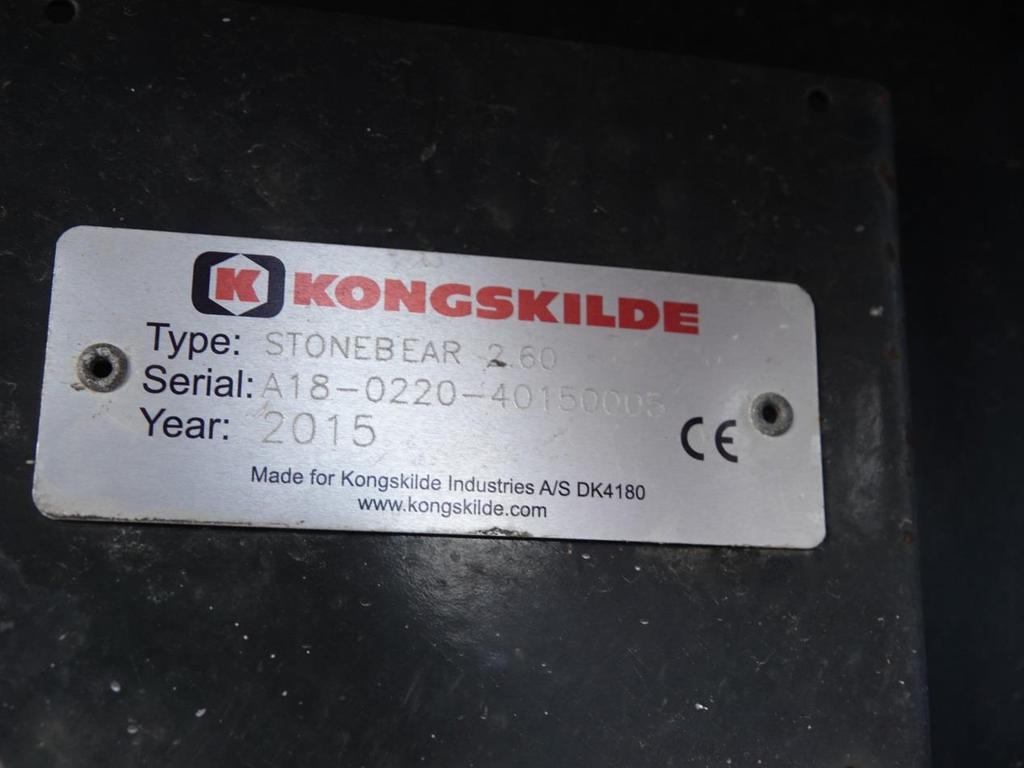 K KONGSKILDE
Type: STONEBEAR 2.60
Serial: A18-0220-40150005
Year: 2015
CE
Made for Kongskilde Industries A/S DK4180
www.kongskilde.com